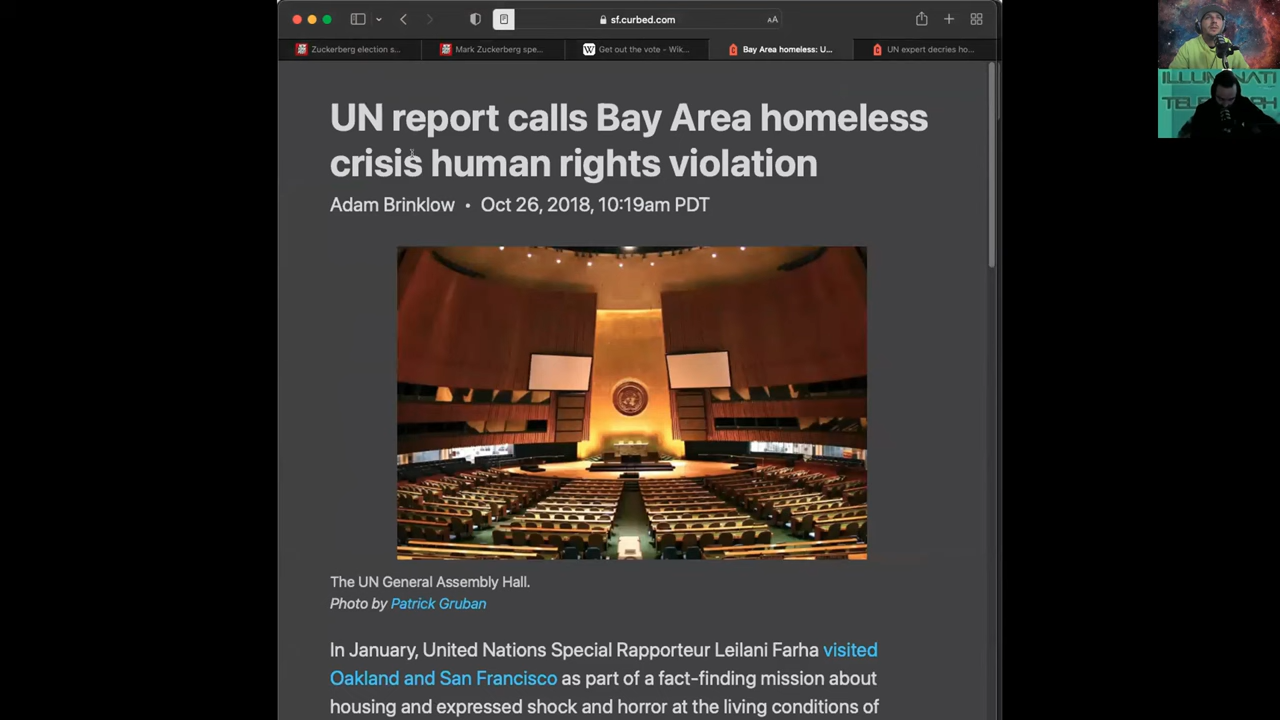 sf.curbed.com
AA
Zuckerberg election s...
Mark Zuckerberg spe...
W
Get out the vote - Wik...
Bay Area homeless: U...
UN expert decries ho...
UN report calls Bay Area homeless
crisis human rights violation
Adam Brinklow • Oct 26, 2018, 10:19am PDT
The UN General Assembly Hall.
Photo by Patrick Gruban
In January, United Nations Special Rapporteur Leilani Farha visited
Oakland and San Francisco as part of a fact-finding mission about
housing and expressed shock and horror at the living conditions of